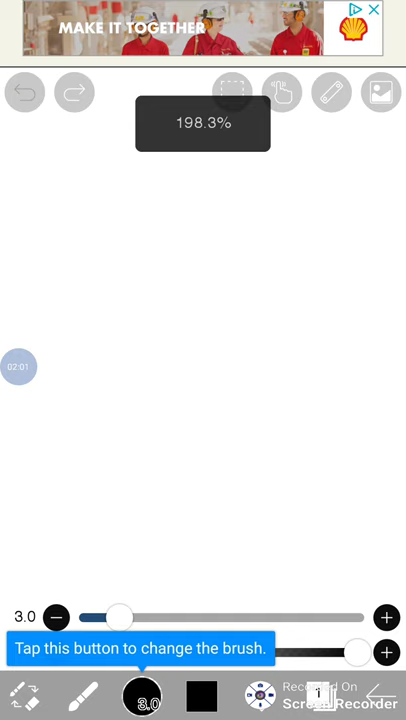 MAKE IT TOGETHER
198.3%
02:01
3.0
Tap this button to change the brush.
3.0
1
Recorded On
Screen Recorder